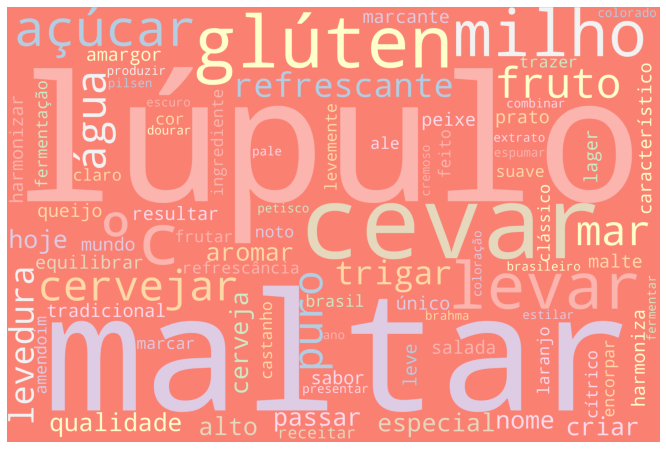 marcante
colorado
açúcar
glúten
milho
amargor
produzir
pilsen
refrescante
trazer
fruto
lúpulo
água
harmonizar
fermentação
escuro
cor
dourar
claro
ingrediente
levemente
ale
pale
peixe
feito
cremoso
combinar
prato
extrato
espumar
suave
lager
característico
queijo
o
c
resultar
hoje
mundo
frutar
noto
petisco
cevar
clássico
mar
equilibrar
refrescância
aromar
trigar
levar
coloração
brasileiro
malte
cervejar
levedura
amendoim
tradicional
marcar
cerveja
castanho
puro
brasil
único
brahma
estilar
fermentar
maltar
ano
sabor
presentar
leve
salada
laranjo
cítrico
encorpar
harmoniza
qualidade
alto
passar
receitar
especial
nome
criar